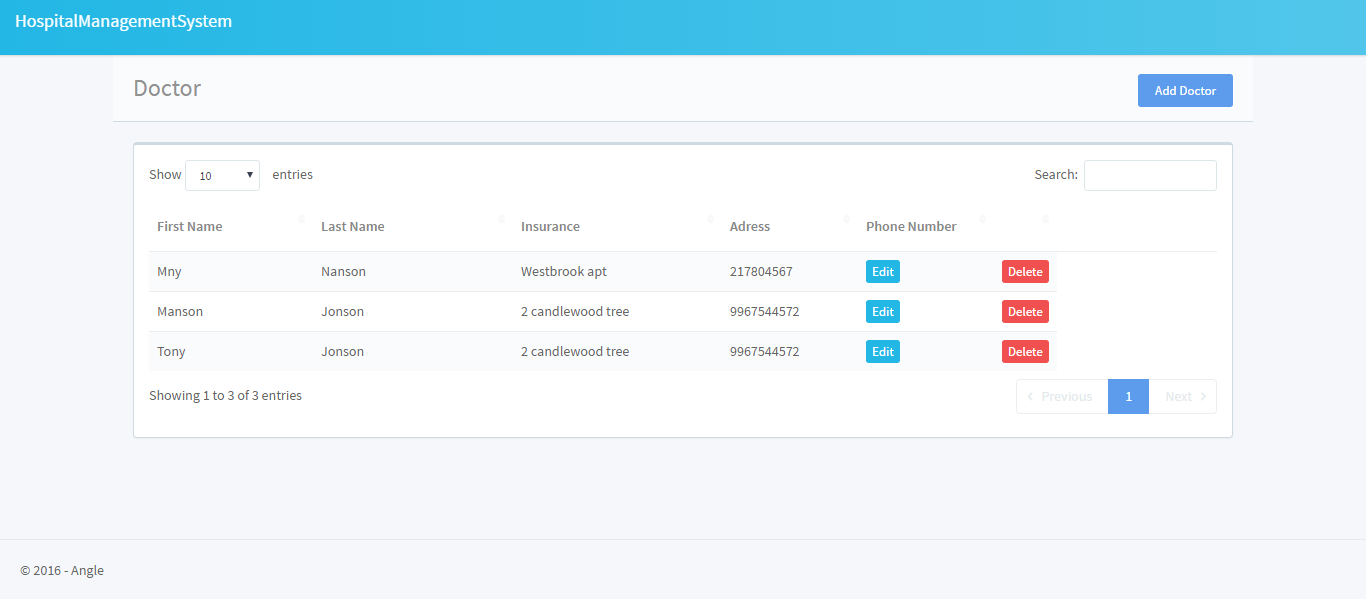 HospitalManagementSystem
Doctor Add Doctor
Show 10 entries Search:
First Name Last Name Insurance Adress Phone Number
Mny Nanson Westbrook apt 217804567 Edit Delete
Manson Jonson 2 candlewood tree 9967544572 Edit Delete
Tony Jonson 2 candlewood tree 9967544572 Edit Delete
Showing 1 to 3 of 3 entries Previous 1 Next
© 2016 - Angle